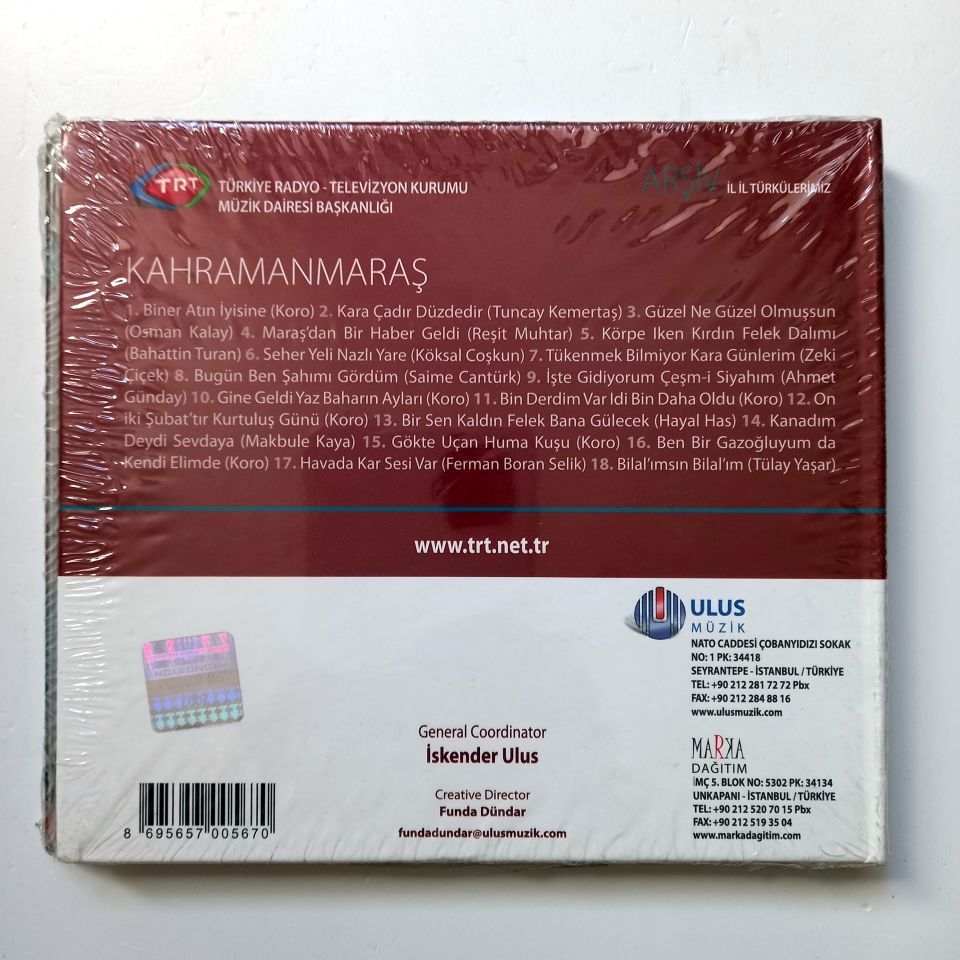 TRT
TÜRKİYE RADYO - TELEVİZYON KURUMU
MÜZİK DAİRESİ BAŞKANLIĞI
ARŞİV İL İL TÜRKÜLERİMİZ
KAHRAMANMARAŞ
1. Biner Atın İyisine (Koro) 2. Kara Çadır Düzdedir (Tuncay Kemertaş) 3. Güzel Ne Güzel Olmuşsun
(Osman Kalay) 4. Maraş'dan Bir Haber Geldi (Reşit Muhtar) 5. Körpe Iken Kırdın Felek Dalımı
(Bahattin Turan) 6. Seher Yeli Nazlı Yare (Köksal Coşkun) 7. Tükenmek Bilmiyor Kara Günlerim (Zeki
Çiçek) 8. Bugün Ben Şahımı Gördüm (Saime Cantürk) 9. İşte Gidiyorum Çeşm-i Siyahım (Ahmet
Günday) 10. Gine Geldi Yaz Baharın Ayları (Koro) 11. Bin Derdim Var Idi Bin Daha Oldu (Koro) 12. On
iki Şubat'tır Kurtuluş Günü (Koro) 13. Bir Sen Kaldın Felek Bana Gülecek (Hayal Has) 14. Kanadım
Deydi Sevdaya (Makbule Kaya) 15. Gökte Uçan Huma Kuşu (Koro) 16. Ben Bir Gazoğluyum da
Kendi Elimde (Koro) 17. Havada Kar Sesi Var (Ferman Boran Selik) 18. Bilal'ımsın Bilal'ım (Tülay Yaşar)
www.trt.net.tr
ULUS
MÜZİK
NATO CADDESİ ÇOBANYIDIZI SOKAK
NO: 1 PK: 34418
SEYRANTEPE - İSTANBUL / TÜRKİYE
TEL: +90 212 281 72 72 Pbx
FAX: +90 212 284 88 16
www.ulusmuzik.com
General Coordinator
İskender Ulus
Creative Director
Funda Dündar
fundadundar@ulusmuzik.com
MARKA
DAĞITIM
İMÇ 5. BLOK NO: 5302 PK: 34134
UNKAPANI - İSTANBUL / TÜRKİYE
TEL: +90 212 520 70 15 Pbx
FAX: +90 212 519 35 04
www.markadagitim.com
8 695657 005670